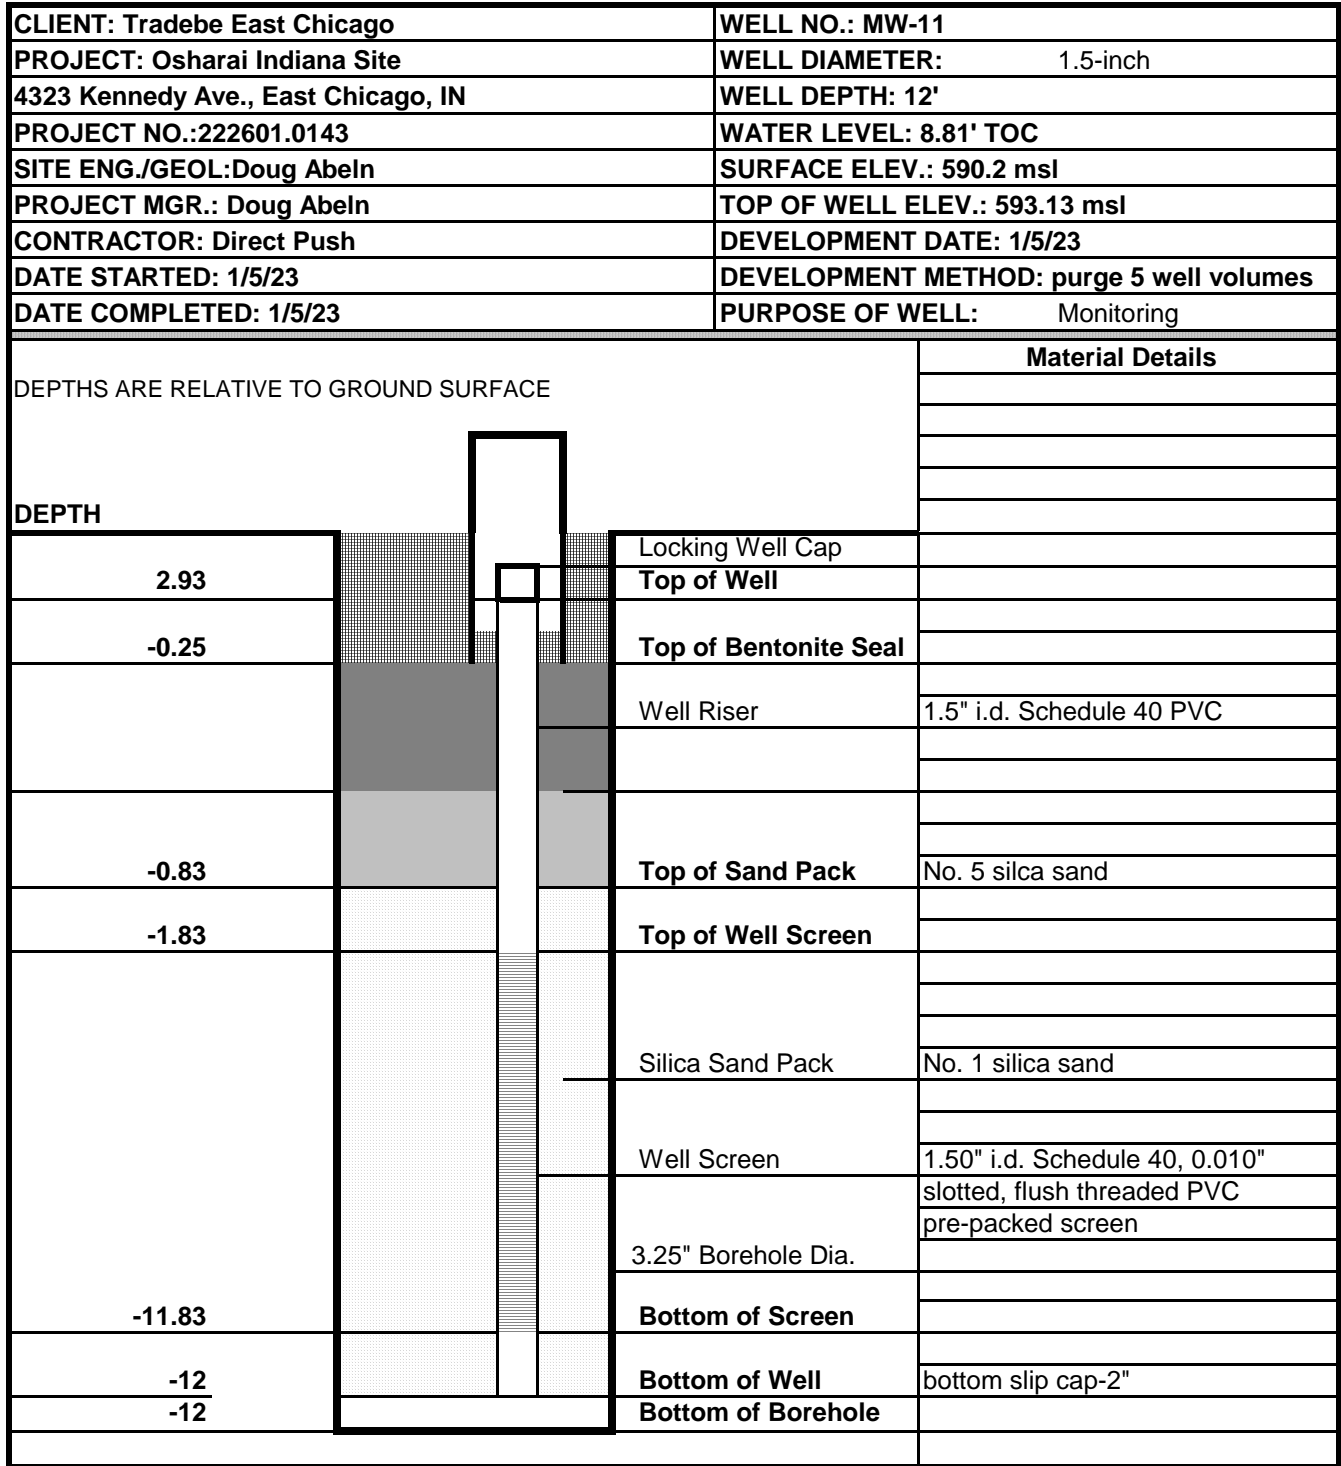 CLIENT: Tradebe East Chicago WELL NO.: MW-11
PROJECT: Osharai Indiana Site WELL DIAMETER: 1.5-inch
4323 Kennedy Ave., East Chicago, IN WELL DEPTH: 12'
PROJECT NO.:222601.0143 WATER LEVEL: 8.81' TOC
SITE ENG./GEOL:Doug Abeln SURFACE ELEV.: 590.2 msl
PROJECT MGR.: Doug Abeln TOP OF WELL ELEV.: 593.13 msl
CONTRACTOR: Direct Push DEVELOPMENT DATE: 1/5/23
DATE STARTED: 1/5/23 DEVELOPMENT METHOD: purge 5 well volumes
DATE COMPLETED: 1/5/23 PURPOSE OF WELL: Monitoring
Material Details
DEPTHS ARE RELATIVE TO GROUND SURFACE
DEPTH
Locking Well Cap
2.93 Top of Well
-0.25 Top of Bentonite Seal
Well Riser 1.5" i.d. Schedule 40 PVC
-0.83 Top of Sand Pack No. 5 silca sand
-1.83 Top of Well Screen
Silica Sand Pack No. 1 silica sand
Well Screen 1.50" i.d. Schedule 40, 0.010"
slotted, flush threaded PVC
pre-packed screen
3.25" Borehole Dia.
-11.83 Bottom of Screen
-12 Bottom of Well bottom slip cap-2"
-12 Bottom of Borehole